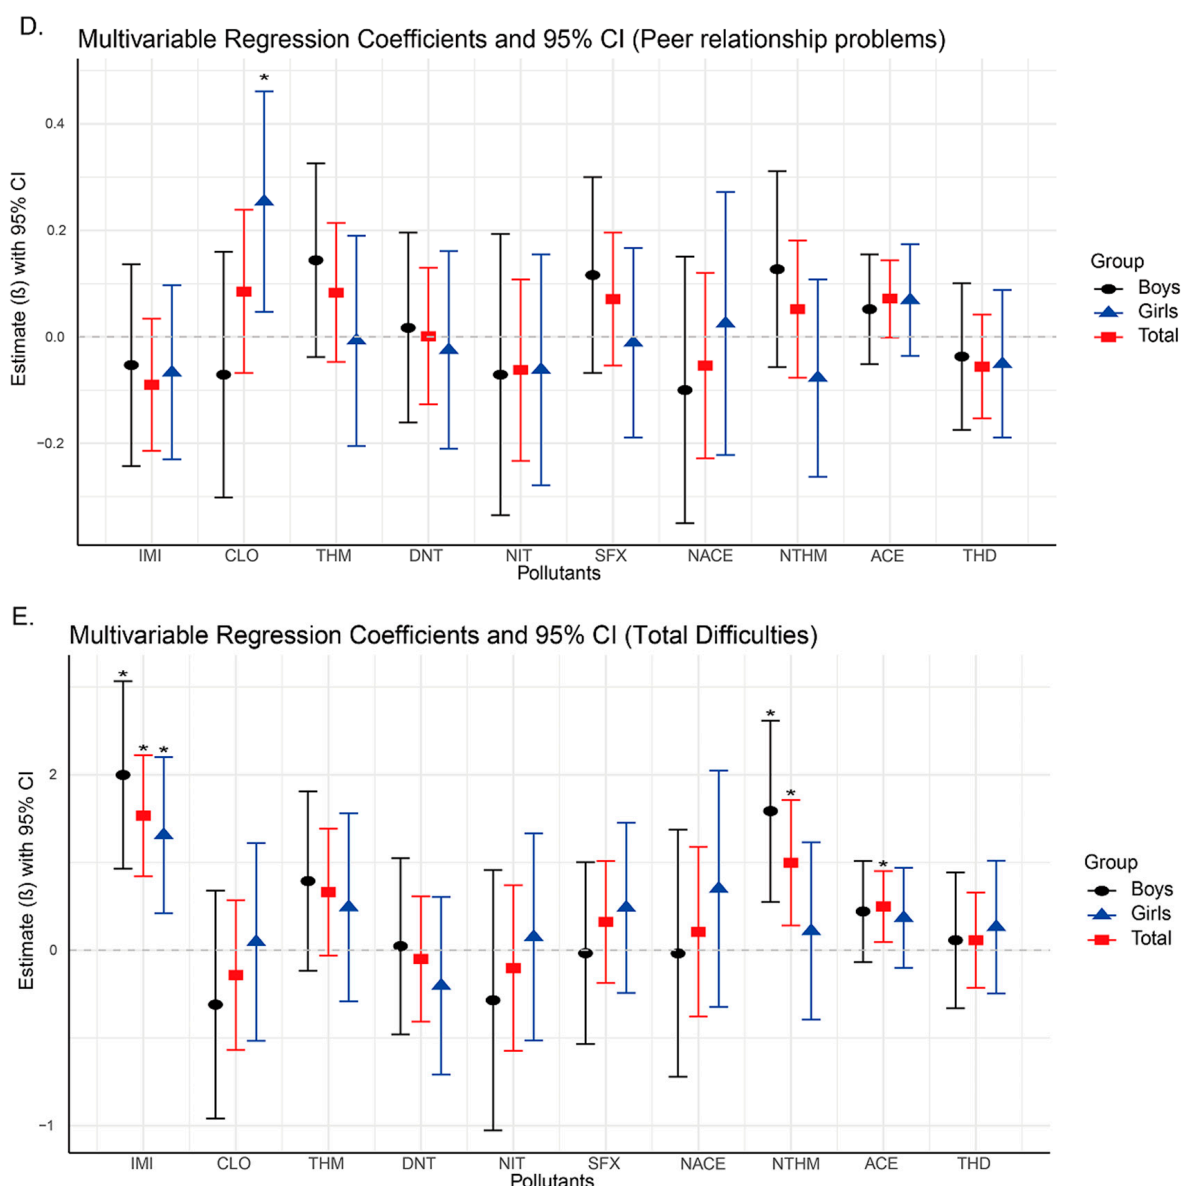 D.
Multivariable Regression Coefficients and 95% CI (Peer relationship problems)
*
0.4
0.2
0.0
−0.2
Estimate (ß) with 95% CI
IMI CLO THM DNT NIT SFX NACE NTHM ACE THD
Pollutants
Group
Boys
Girls
Total
E.
Multivariable Regression Coefficients and 95% CI (Total Difficulties)
* * * * * *
2
0
−1
Estimate (ß) with 95% CI
IMI CLO THM DNT NIT SFX NACE NTHM ACE THD
Pollutants
Group
Boys
Girls
Total